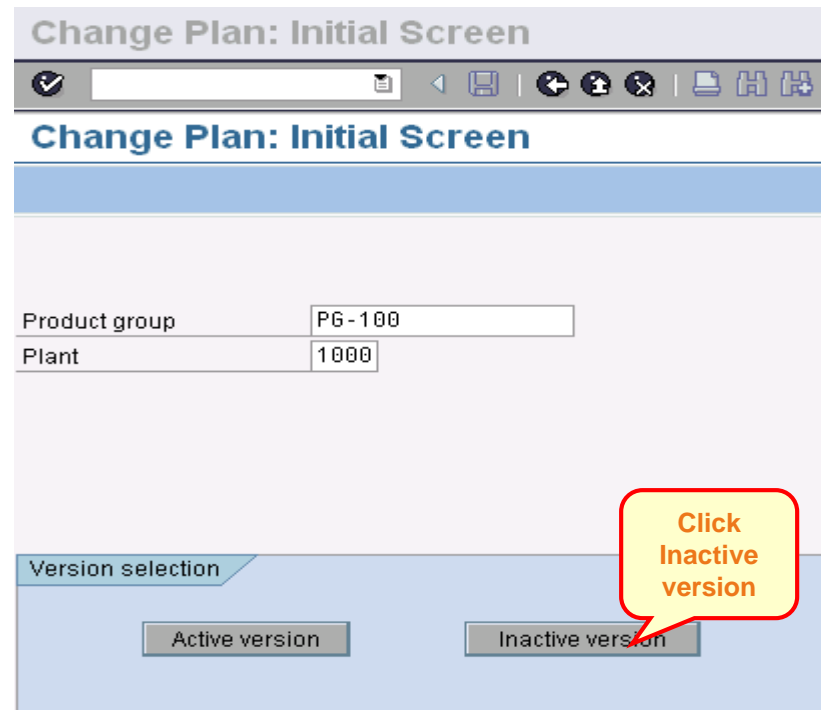 Change Plan: Initial Screen
Change Plan: Initial Screen
Product group PG-100
Plant 1000
Click
Inactive
version
Version selection
Active version Inactive version